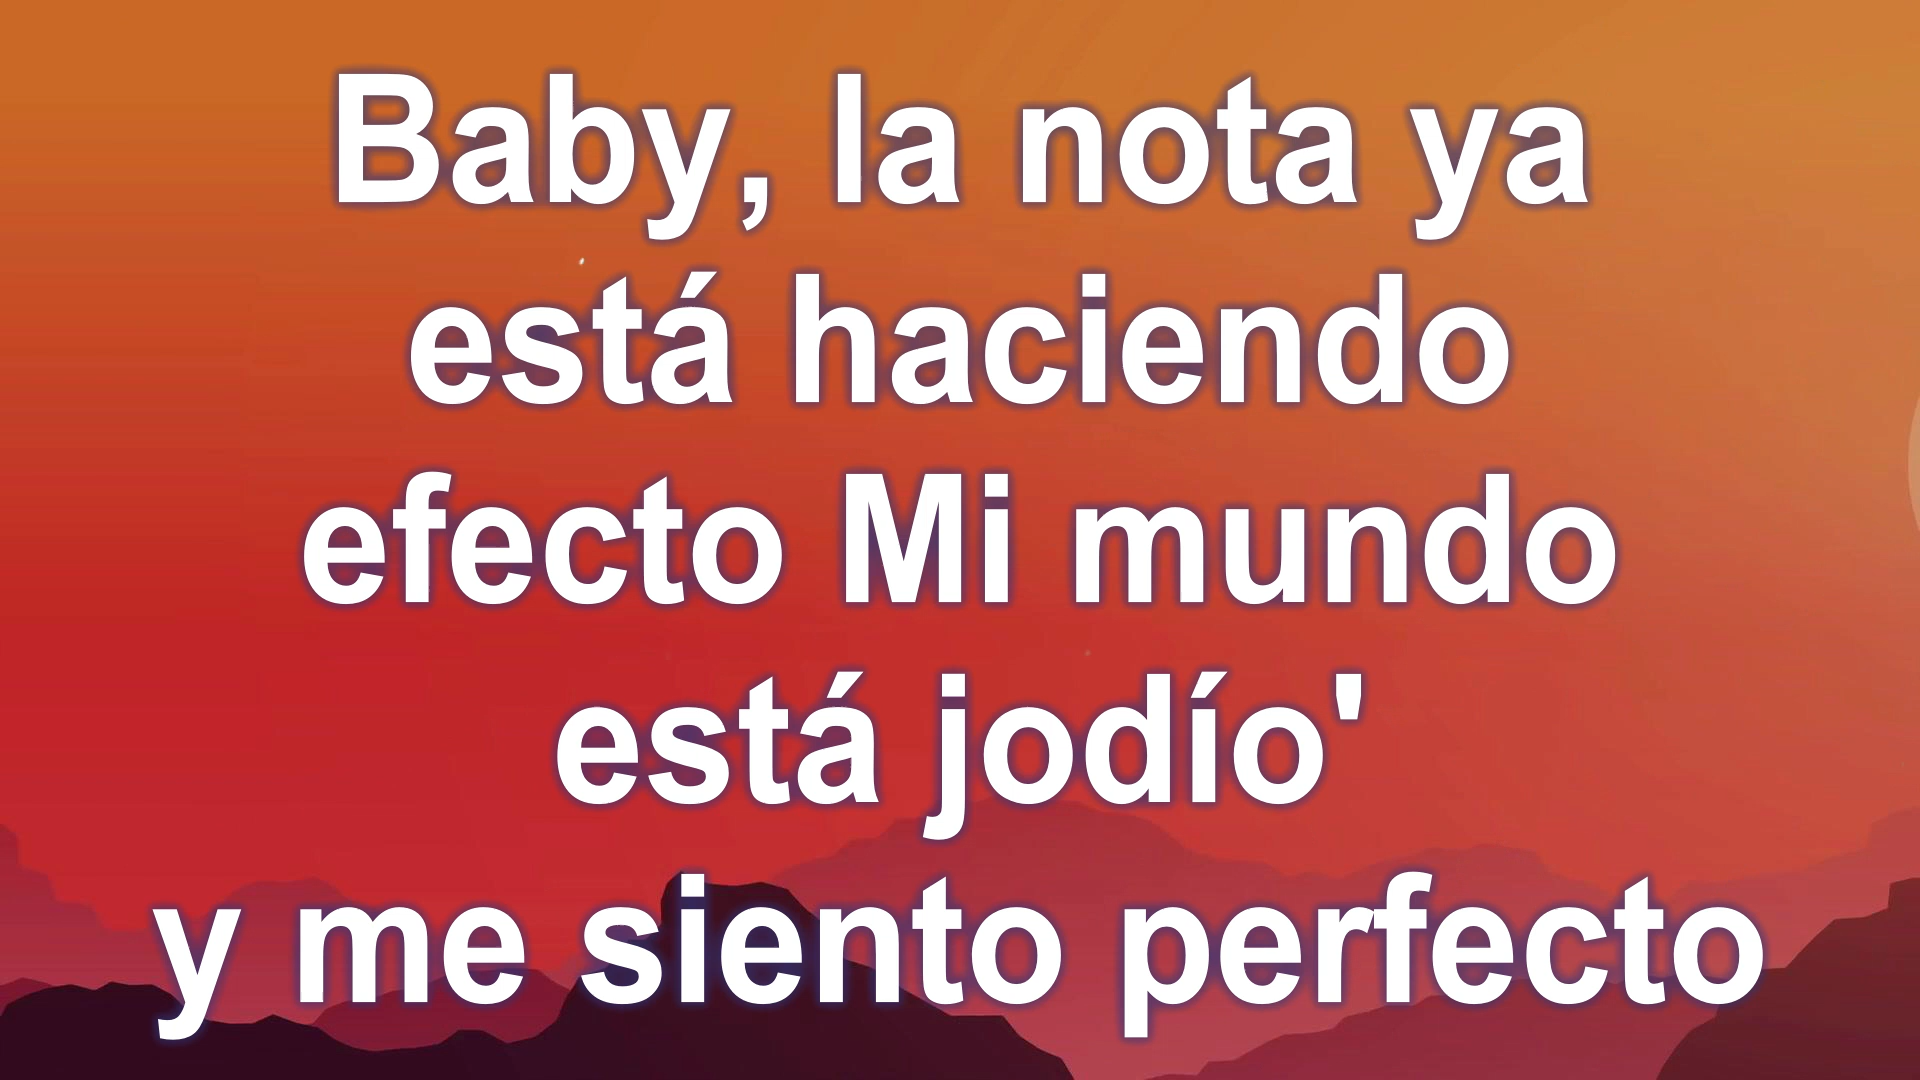 Baby, la nota ya
está haciendo
efecto Mi mundo
está jodío'
y me siento perfecto